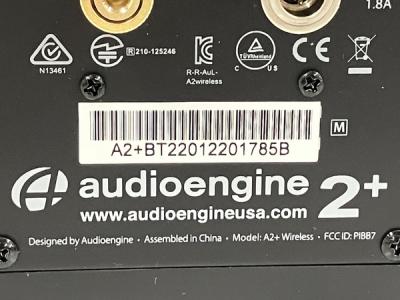 1.8A
N13461
R 210-125246
R-R-AuL-
A2wireless
TÜVRheinland
C US
CE
A2+BT22012201785B
M
audioengine 2+
www.audioengineusa.com
Designed by Audioengine • Assembled in China • Model: A2+ Wireless • FCC ID: PIBB7